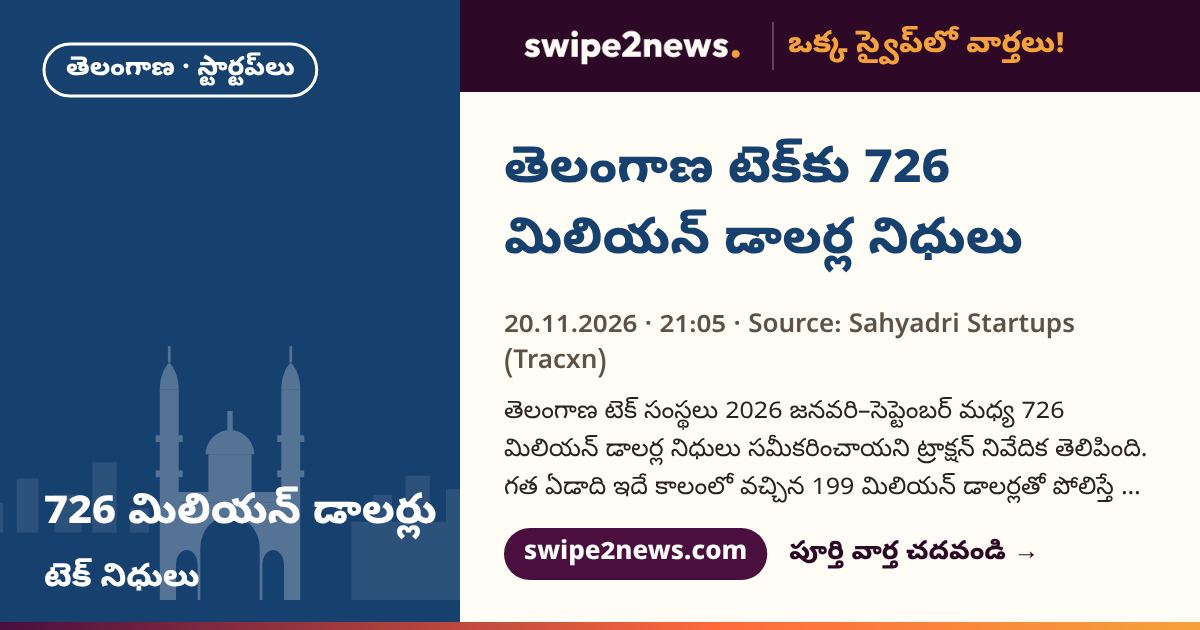 తెలంగాణ · స్టార్టప్‌లు
726 మిలియన్ డాలర్లు
టెక్ నిధులు
swipe2news.
ఒక్క స్వైప్‌లో వార్తలు!
తెలంగాణ టెక్‌కు 726
మిలియన్ డాలర్ల నిధులు
20.11.2026 · 21:05 · Source: Sahyadri Startups
(Tracxn)
తెలంగాణ టెక్ సంస్థలు 2026 జనవరి–సెప్టెంబర్ మధ్య 726
మిలియన్ డాలర్ల నిధులు సమీకరించాయని ట్రాక్షన్ నివేదిక తెలిపింది.
గత ఏడాది ఇదే కాలంలో వచ్చిన 199 మిలియన్ డాలర్లతో పోలిస్తే ...
swipe2news.com
పూర్తి వార్త చదవండి →